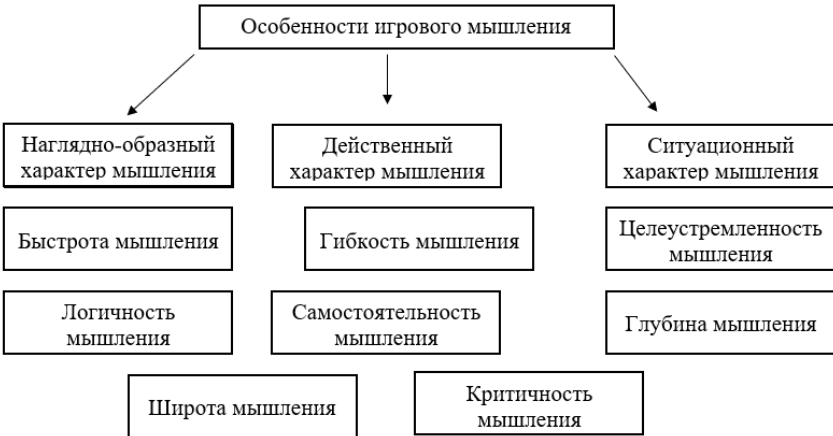 Особенности игрового мышления
Наглядно-образный
характер мышления
Действенный
характер мышления
Ситуационный
характер мышления
Быстрота мышления
Гибкость мышления
Целеустремленность
мышления
Логичность
мышления
Самостоятельность
мышления
Глубина мышления
Широта мышления
Критичность
мышления